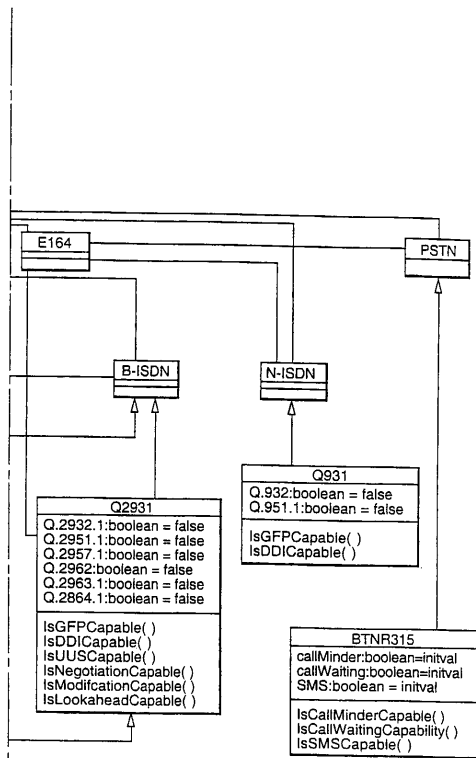 E164
PSTN
B-ISDN
N-ISDN
Q931
Q.932:boolean = false
Q.951.1:boolean = false
IsGFPCapable( )
IsDDICapable( )
Q2931
Q.2932.1:boolean = false
Q.2951.1:boolean = false
Q.2957.1:boolean = false
Q.2962:boolean = false
Q.2963.1:boolean = false
Q.2864.1:boolean = false
IsGFPCapable( )
IsDDICapable( )
IsUUSCapable( )
IsNegotiationCapable( )
IsModifcationCapable( )
IsLookaheadCapable( )
BTNR315
callMinder:boolean=initval
callWaiting:boolean=initval
SMS:boolean = initval
IsCallMinderCapable( )
IsCallWaitingCapability( )
IsSMSCapable( )